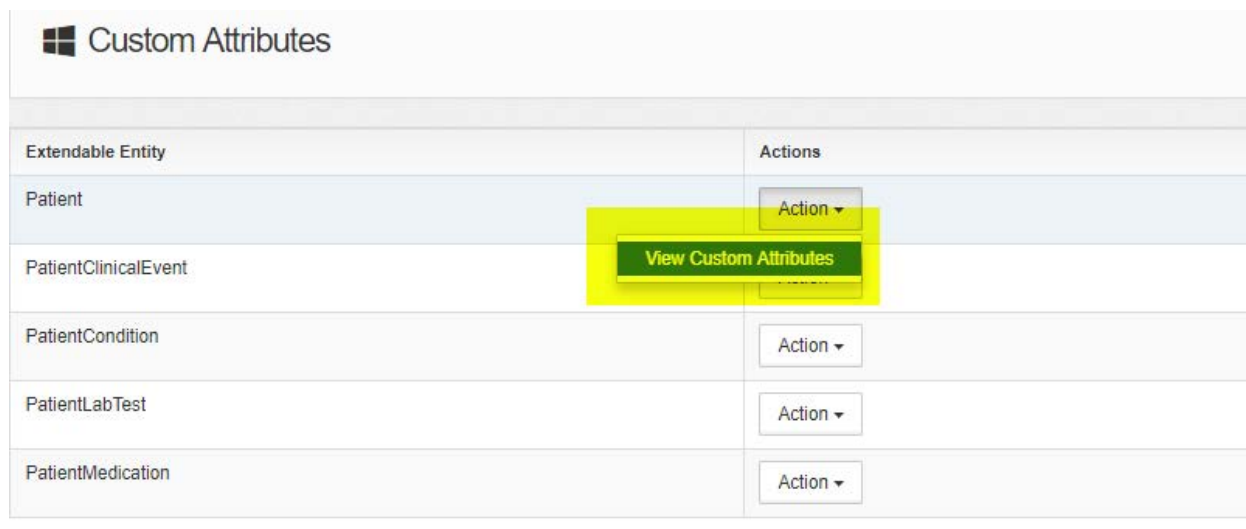 Custom Attributes
Extendable Entity Actions
Patient Action
View Custom Attributes
PatientClinicalEvent
PatientCondition Action
PatientLabTest Action
PatientMedication Action